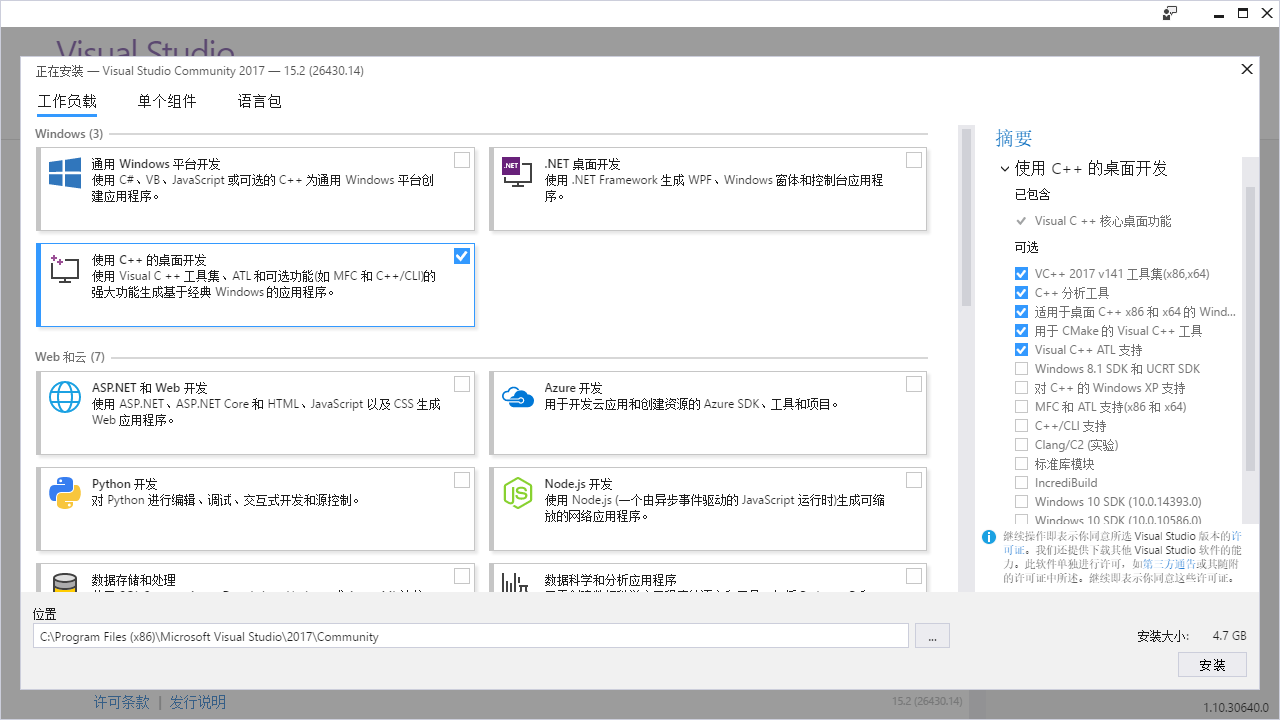 Visual Studio
正在安装 — Visual Studio Community 2017 — 15.2 (26430.14)
工作负载 单个组件 语言包
Windows (3)
通用 Windows 平台开发
使用 C#、VB、JavaScript 或可选的 C++ 为通用 Windows 平台创
建应用程序。
.NET
.NET 桌面开发
使用 .NET Framework 生成 WPF、Windows 窗体和控制台应用程
序。
使用 C++ 的桌面开发
使用 Visual C ++ 工具集、ATL 和可选功能(如 MFC 和 C++/CLI)的
强大功能生成基于经典 Windows 的应用程序。
Web 和云 (7)
ASP.NET 和 Web 开发
使用 ASP.NET、ASP.NET Core 和 HTML、JavaScript 以及 CSS 生成
Web 应用程序。
Azure 开发
用于开发云应用和创建资源的 Azure SDK、工具和项目。
Python 开发
对 Python 进行编辑、调试、交互式开发和源控制。
Node.js 开发
使用 Node.js (一个由异步事件驱动的 JavaScript 运行时)生成可缩
放的网络应用程序。
数据存储和处理
数据科学和分析应用程序
摘要
使用 C++ 的桌面开发
已包含
Visual C ++ 核心桌面功能
可选
VC++ 2017 v141 工具集(x86,x64)
C++ 分析工具
适用于桌面 C++ x86 和 x64 的 Wind...
用于 CMake 的 Visual C++ 工具
Visual C++ ATL 支持
Windows 8.1 SDK 和 UCRT SDK
对 C++ 的 Windows XP 支持
MFC 和 ATL 支持(x86 和 x64)
C++/CLI 支持
Clang/C2 (实验)
标准库模块
IncrediBuild
Windows 10 SDK (10.0.14393.0)
Windows 10 SDK (10.0.10586.0)
继续操作即表示你同意所选 Visual Studio 版本的许
可证。我们还提供下载其他 Visual Studio 软件的能
力。此软件单独进行许可，如第三方通告或其随附
的许可证中所述。继续即表示你同意这些许可证。
位置
C:\Program Files (x86)\Microsoft Visual Studio\2017\Community
...
安装大小: 4.7 GB
安装
许可条款 | 发行说明
15.2 (26430.14)
1.10.30640.0